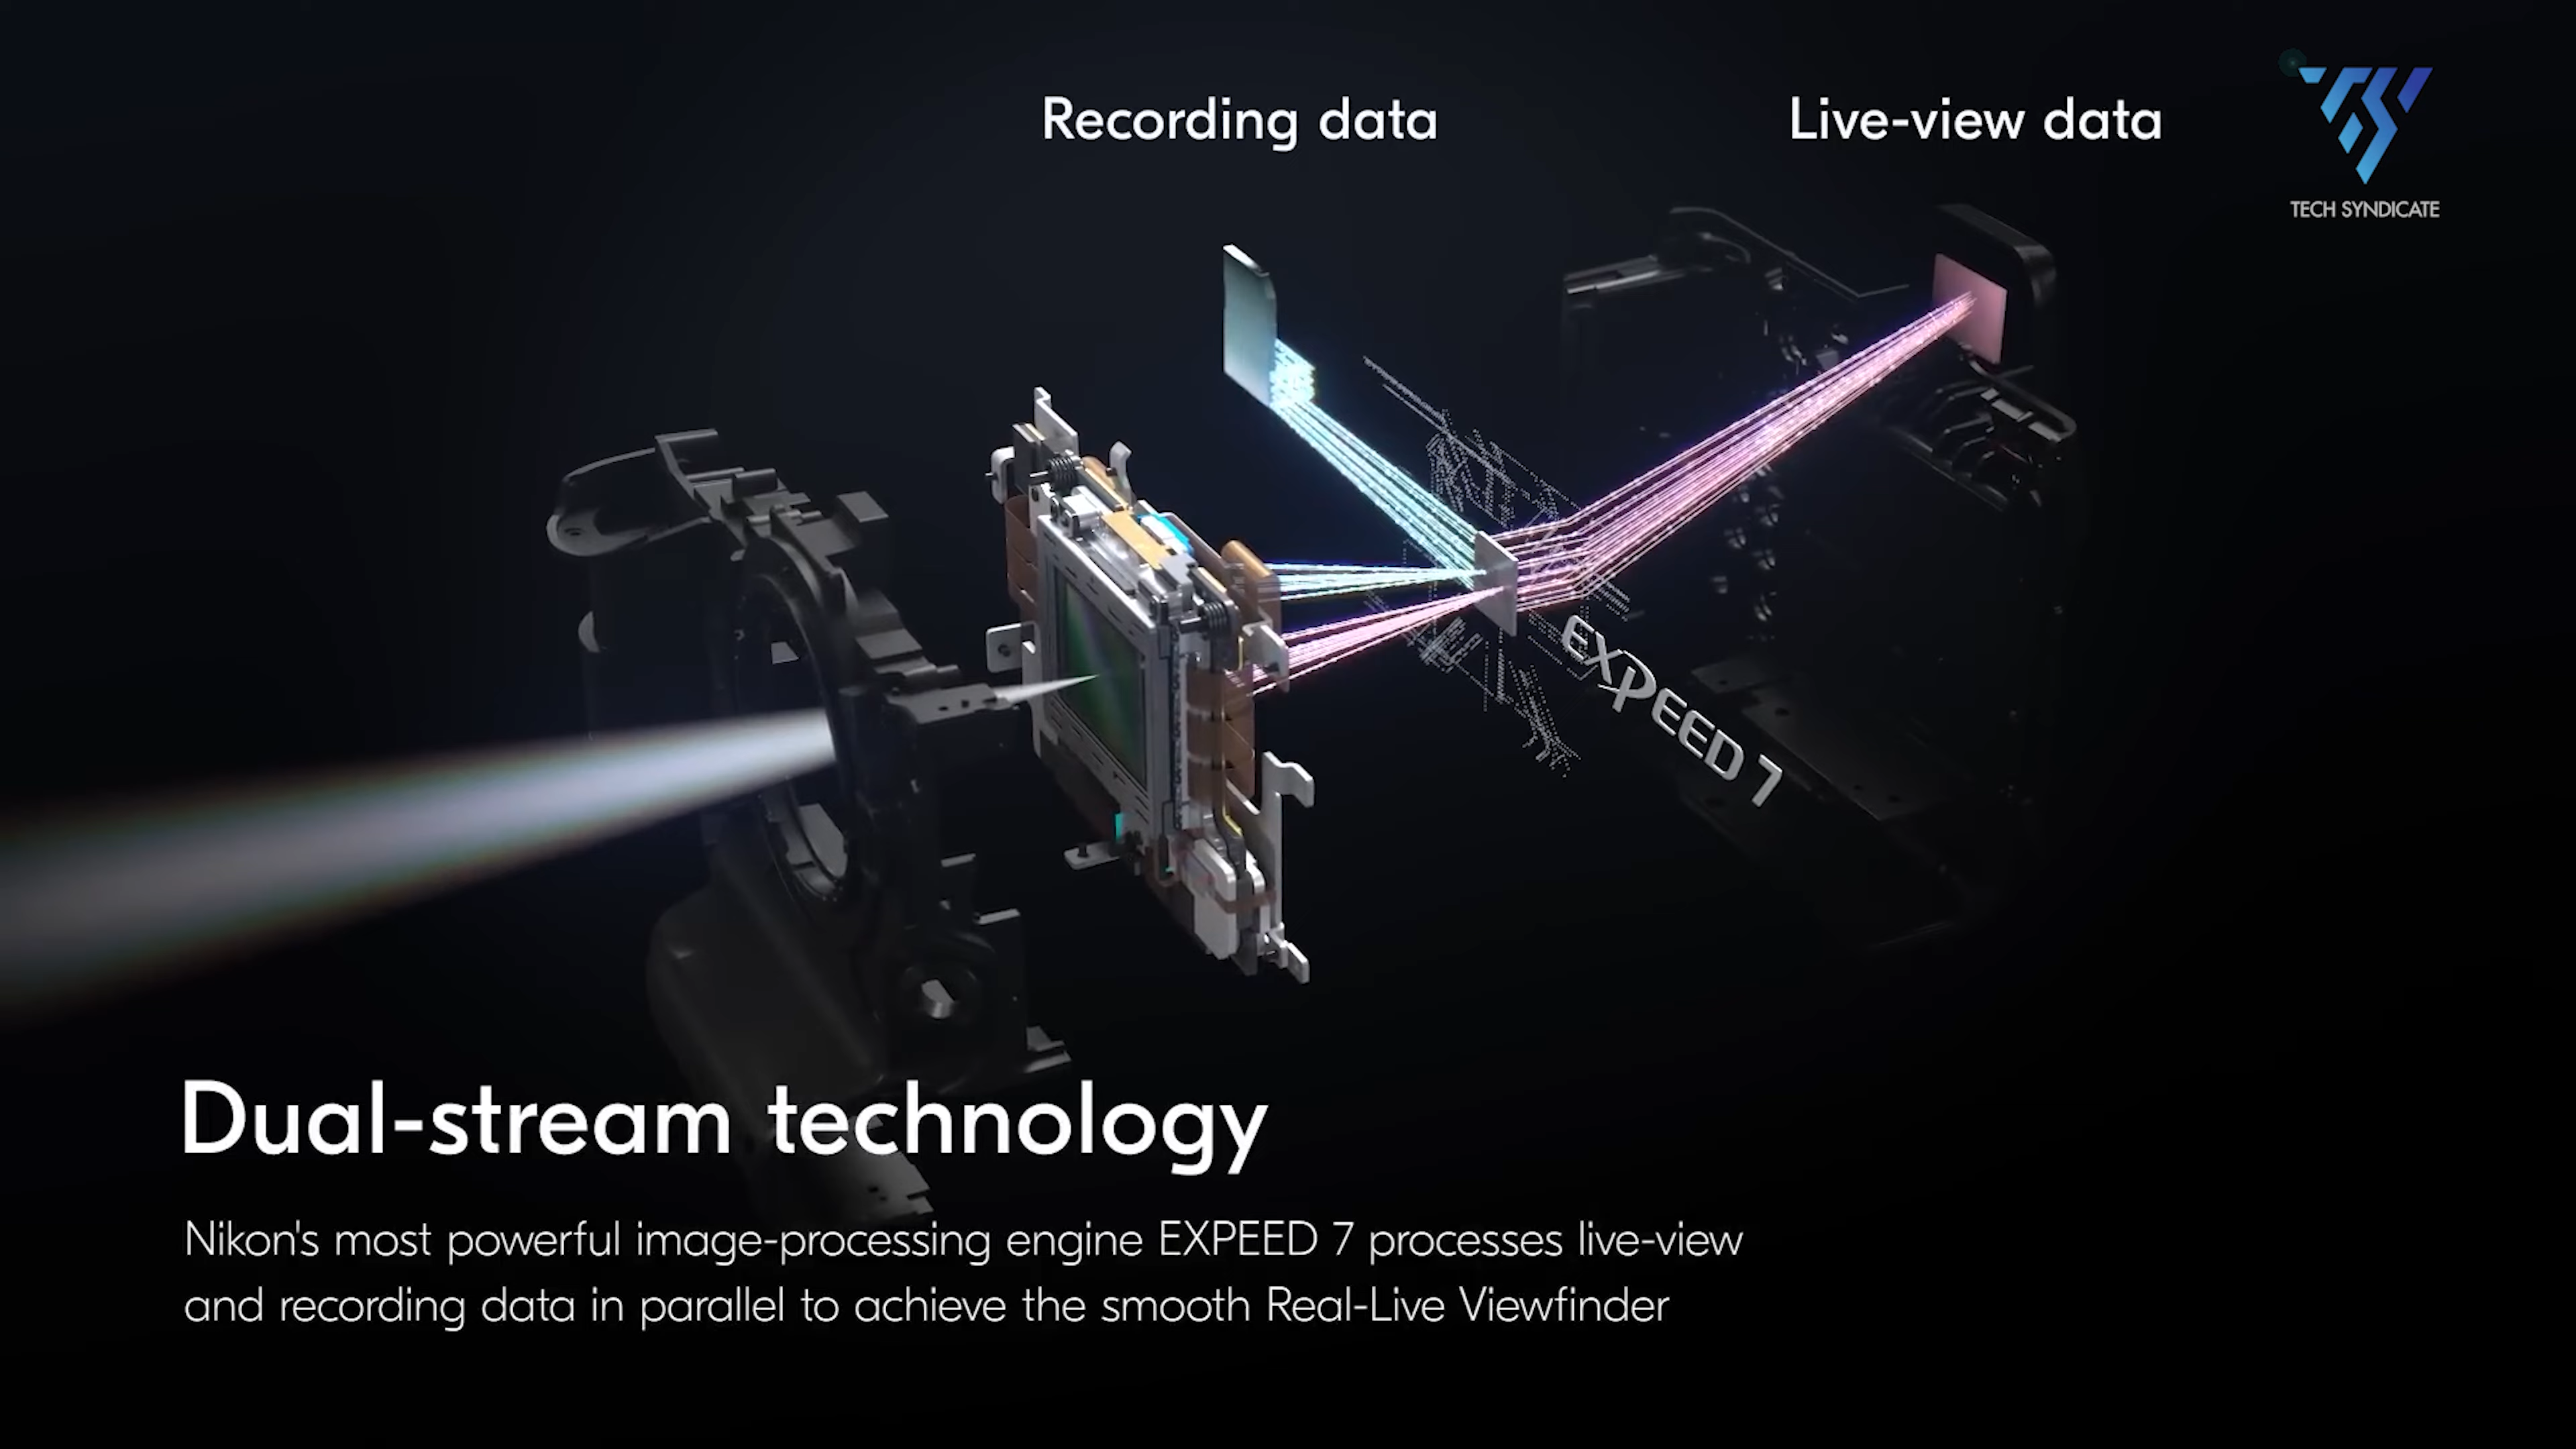 Recording data
Live-view data
TECH SYNDICATE
EXPEED 7
Dual-stream technology
Nikon's most powerful image-processing engine EXPEED 7 processes live-view
and recording data in parallel to achieve the smooth Real-Live Viewfinder